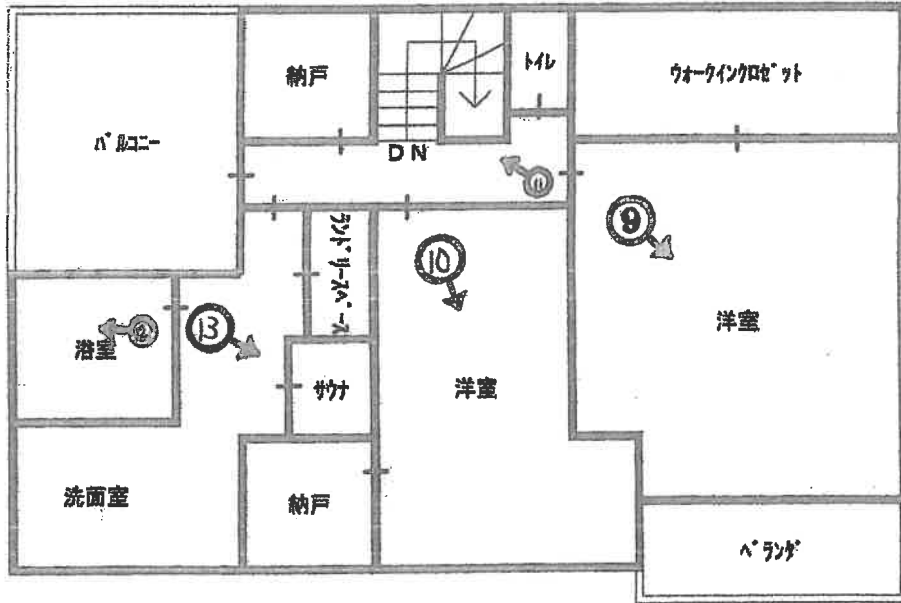 納戸
トイレ
ウォークインクロゼット
バルコニー
DN
11
9
ランドリースペース
10
12
13
浴室
洋室
サウナ
洋室
洗面室
納戸
ベランダ